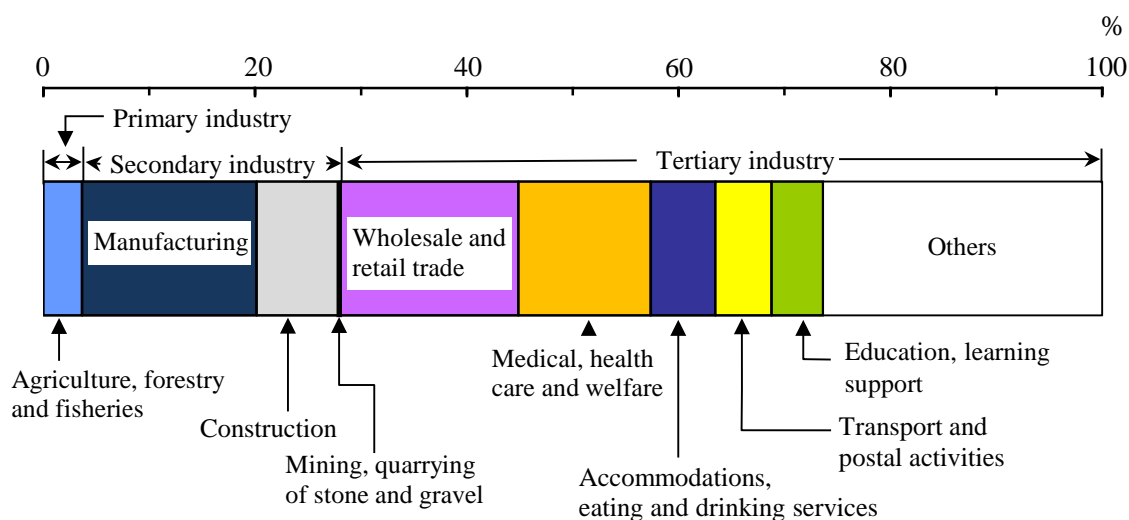 %
0 20 40 60 80 100
Primary industry
Secondary industry
Tertiary industry
Manufacturing
Wholesale and
retail trade
Others
Agriculture, forestry
and fisheries
Construction
Mining, quarrying
of stone and gravel
Medical, health
care and welfare
Accommodations,
eating and drinking services
Transport and
postal activities
Education, learning
support